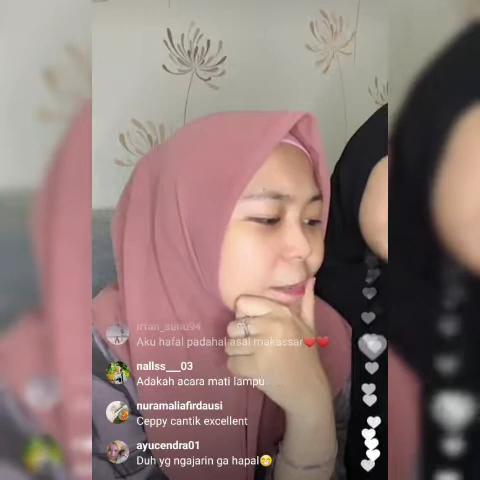 irfan_sunu94
Aku hafal padahal asal makassar❤️❤️
nallss___03
Adakah acara mati lampu
nuramaliafirdausi
Ceppy cantik excellent
ayucendra01
Duh yg ngajarin ga hapal😋